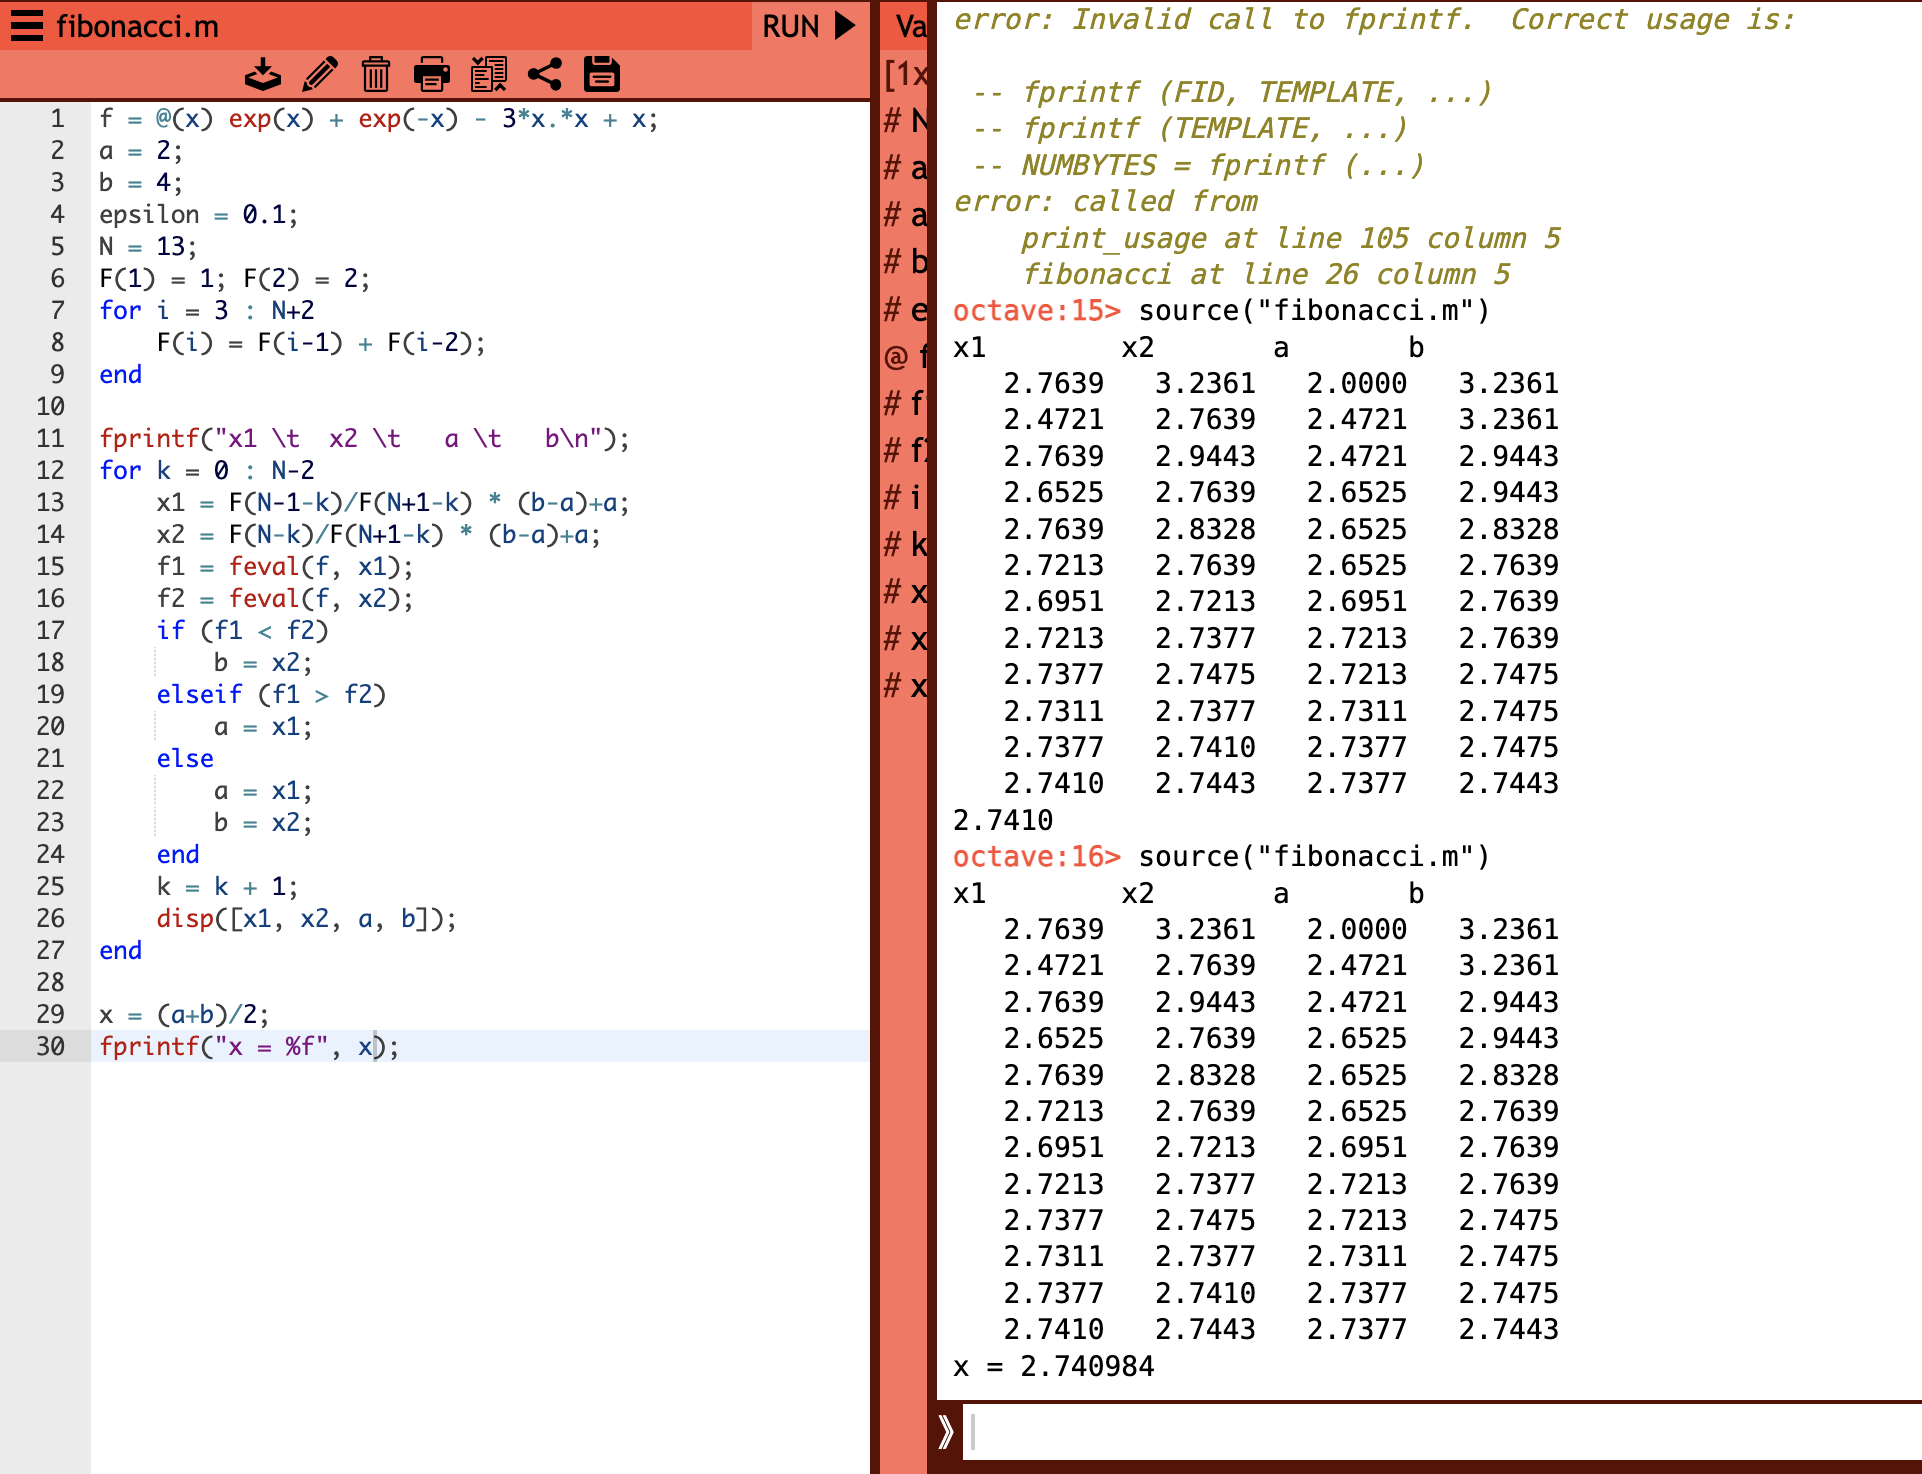 fibonacci.m
RUN
1 f = @(x) exp(x) + exp(-x) - 3*x.*x + x;
2 a = 2;
3 b = 4;
4 epsilon = 0.1;
5 N = 13;
6 F(1) = 1; F(2) = 2;
7 for i = 3 : N+2
8 F(i) = F(i-1) + F(i-2);
9 end
10
11 fprintf("x1 \t  x2 \t   a \t   b\n");
12 for k = 0 : N-2
13 x1 = F(N-1-k)/F(N+1-k) * (b-a)+a;
14 x2 = F(N-k)/F(N+1-k) * (b-a)+a;
15 f1 = feval(f, x1);
16 f2 = feval(f, x2);
17 if (f1 < f2)
18 b = x2;
19 elseif (f1 > f2)
20 a = x1;
21 else
22 a = x1;
23 b = x2;
24 end
25 k = k + 1;
26 disp([x1, x2, a, b]);
27 end
28
29 x = (a+b)/2;
30 fprintf("x = %f", x);
Va
[1x
# N
# a
# a
# b
# e
@ f
# f
# f
# i
# k
# x
# x
# x
error: Invalid call to fprintf.  Correct usage is:
-- fprintf (FID, TEMPLATE, ...)
-- fprintf (TEMPLATE, ...)
-- NUMBYTES = fprintf (...)
error: called from
print_usage at line 105 column 5
fibonacci at line 26 column 5
octave:15> source("fibonacci.m")
x1 x2 a b
2.7639 3.2361 2.0000 3.2361
2.4721 2.7639 2.4721 3.2361
2.7639 2.9443 2.4721 2.9443
2.6525 2.7639 2.6525 2.9443
2.7639 2.8328 2.6525 2.8328
2.7213 2.7639 2.6525 2.7639
2.6951 2.7213 2.6951 2.7639
2.7213 2.7377 2.7213 2.7639
2.7377 2.7475 2.7213 2.7475
2.7311 2.7377 2.7311 2.7475
2.7377 2.7410 2.7377 2.7475
2.7410 2.7443 2.7377 2.7443
2.7410
octave:16> source("fibonacci.m")
x1 x2 a b
2.7639 3.2361 2.0000 3.2361
2.4721 2.7639 2.4721 3.2361
2.7639 2.9443 2.4721 2.9443
2.6525 2.7639 2.6525 2.9443
2.7639 2.8328 2.6525 2.8328
2.7213 2.7639 2.6525 2.7639
2.6951 2.7213 2.6951 2.7639
2.7213 2.7377 2.7213 2.7639
2.7377 2.7475 2.7213 2.7475
2.7311 2.7377 2.7311 2.7475
2.7377 2.7410 2.7377 2.7475
2.7410 2.7443 2.7377 2.7443
x = 2.740984